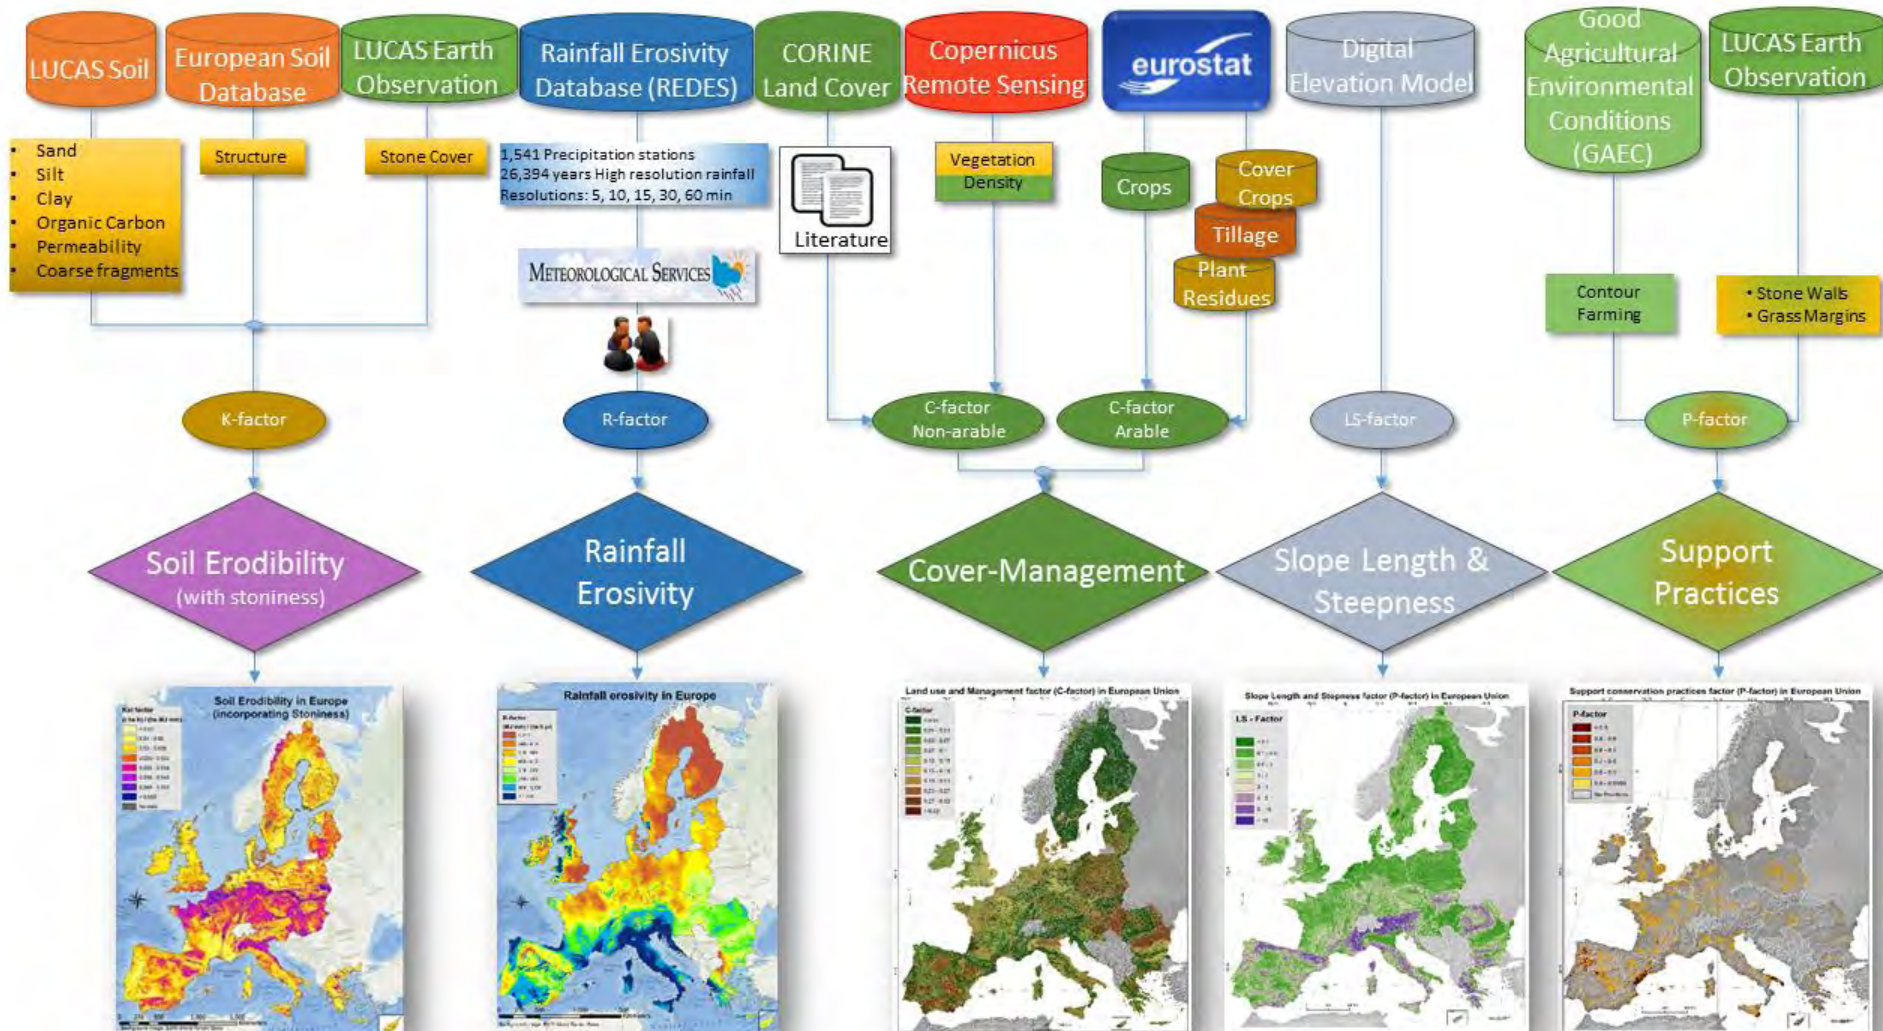 LUCAS Soil
European Soil
Database
LUCAS Earth
Observation
Rainfall Erosivity
Database (REDES)
CORINE
Land Cover
Copernicus
Remote Sensing
eurostat
Digital
Elevation Model
Good
Agricultural
Environmental
Conditions
(GAEC)
LUCAS Earth
Observation
• Sand
• Silt
• Clay
• Organic Carbon
• Permeability
• Coarse fragments
Structure
Stone Cover
1,541 Precipitation stations
26,394 years High resolution rainfall
Resolutions: 5, 10, 15, 30, 60 min
METEOROLOGICAL SERVICES
Literature
Vegetation
Density
Crops
Cover
Crops
Tillage
Plant
Residues
Contour
Farming
• Stone Walls
• Grass Margins
K-factor
R-factor
C-factor
Non-arable
C-factor
Arable
LS-factor
P-factor
Soil Erodibility
(with stoniness)
Rainfall
Erosivity
Cover-Management
Slope Length &
Steepness
Support
Practices
Soil Erodibility in Europe
(incorporating Stoniness)
Rainfall erosivity in Europe
Land use and Management factor (C-factor) in European Union
C-factor
Slope Length and Stepness factor (P-factor) in European Union
LS - Factor
Support conservation practices factor (P-factor) in European Union
P-factor